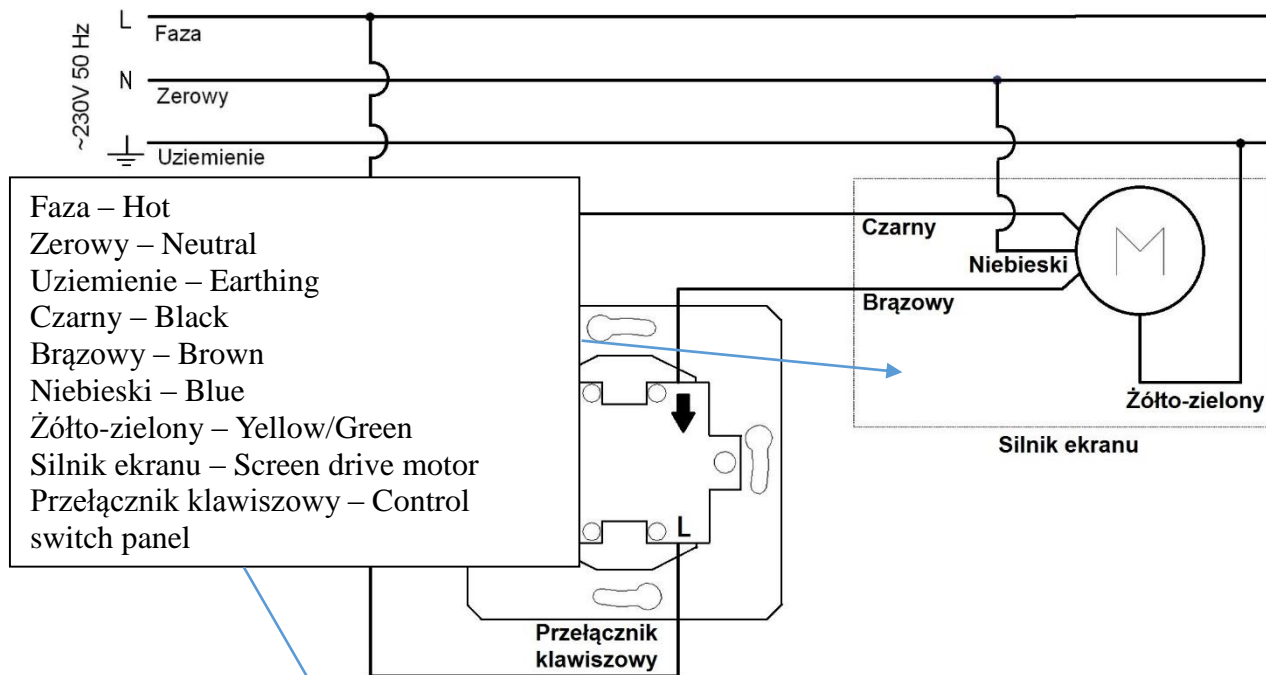 L
Faza
N
Zerowy
Uziemienie
~230V 50 Hz
Faza – Hot
Zerowy – Neutral
Uziemienie – Earthing
Czarny – Black
Brązowy – Brown
Niebieski – Blue
Żółto-zielony – Yellow/Green
Silnik ekranu – Screen drive motor
Przełącznik klawiszowy – Control
switch panel
Czarny
Niebieski
Brązowy
M
Żółto-zielony
Silnik ekranu
L
Przełącznik
klawiszowy